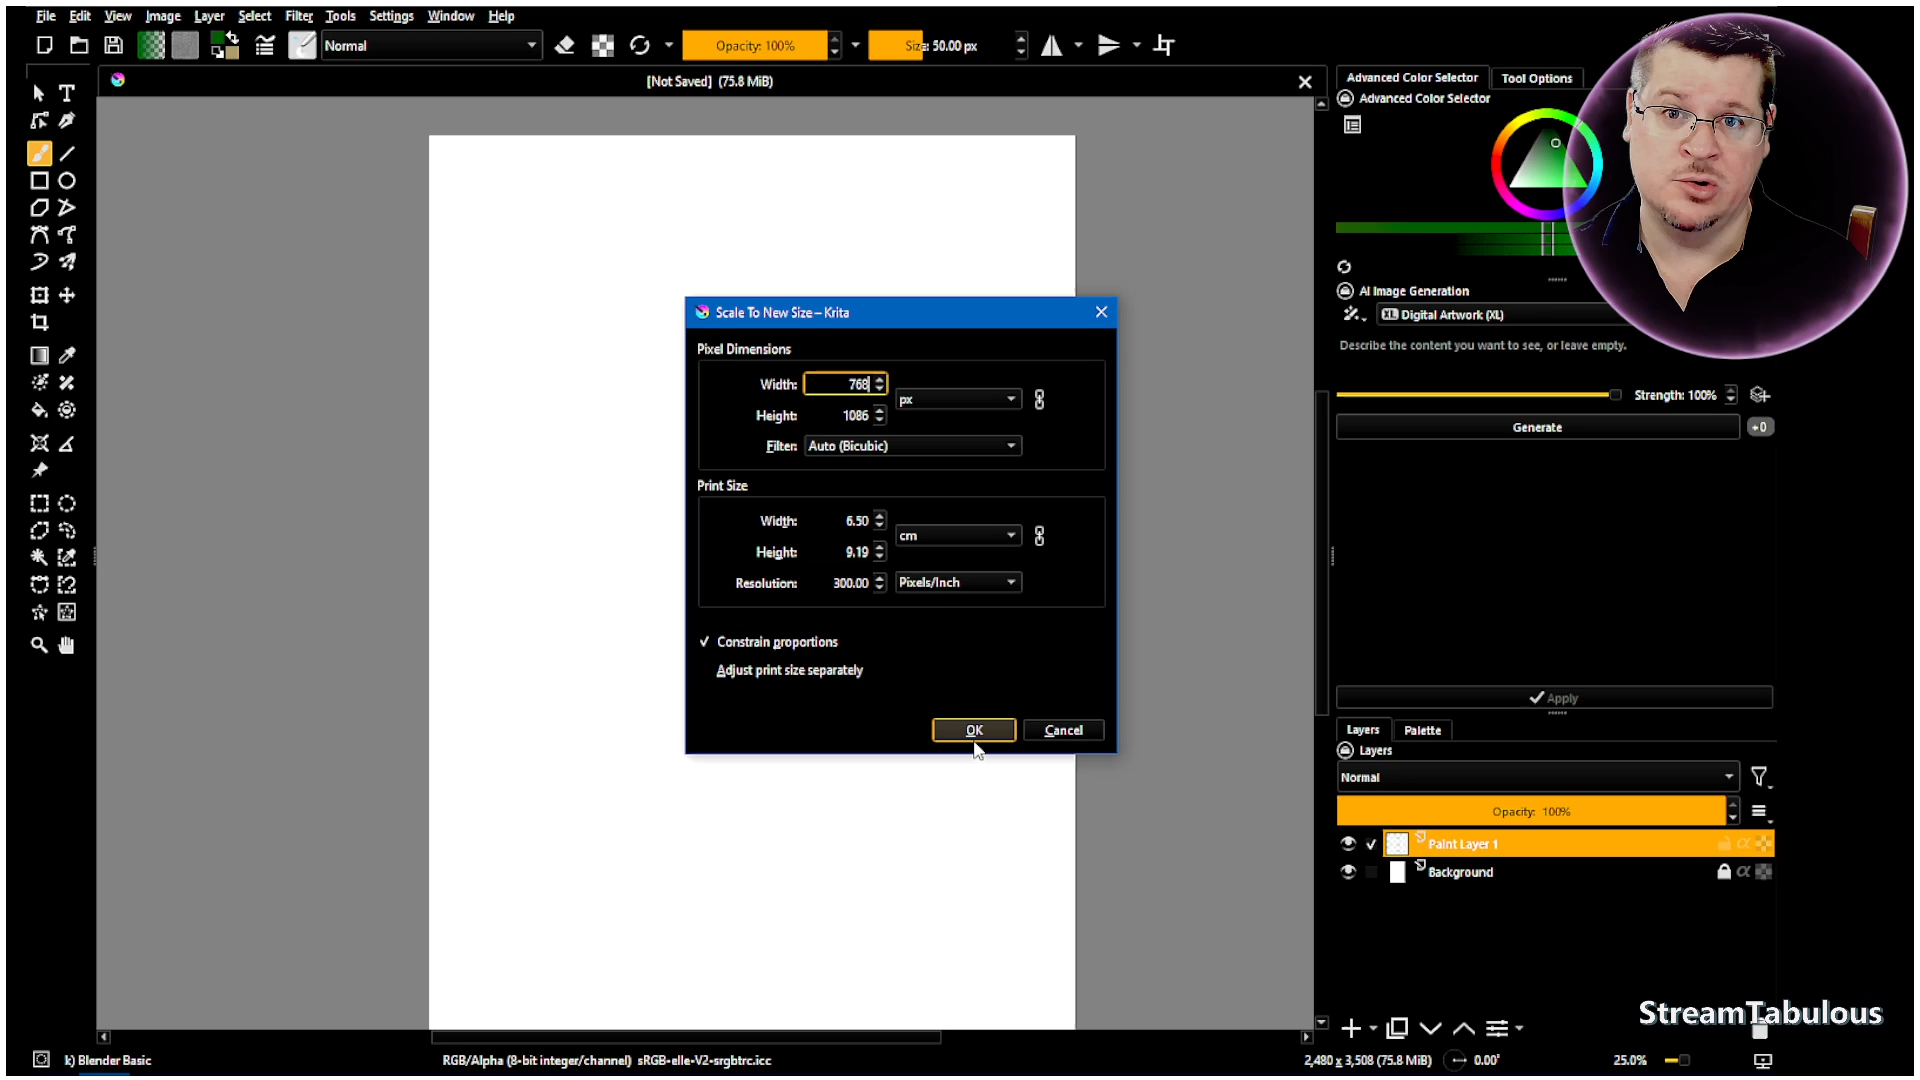 File Edit View Image Layer Select Filter Tools Settings Window Help
Normal Opacity: 100% Size: 50.00 px
[Not Saved] (75.8 MiB)
Advanced Color Selector Tool Options
Advanced Color Selector
AI Image Generation
XL Digital Artwork (XL)
Describe the content you want to see, or leave empty.
Strength: 100%
Generate +0
Scale To New Size – Krita
Pixel Dimensions
Width: 768 px
Height: 1086
Filter: Auto (Bicubic)
Print Size
Width: 6.50 cm
Height: 9.19
Resolution: 300.00 Pixels/Inch
Constrain proportions
Adjust print size separately
OK Cancel
Apply
Layers Palette
Layers
Normal
Opacity: 100%
Paint Layer 1
Background
StreamTabulous
k) Blender Basic RGB/Alpha (8-bit integer/channel) sRGB-elle-V2-srgbtrc.icc 2,480 x 3,508 (75.8 MiB) 0.00° 25.0%